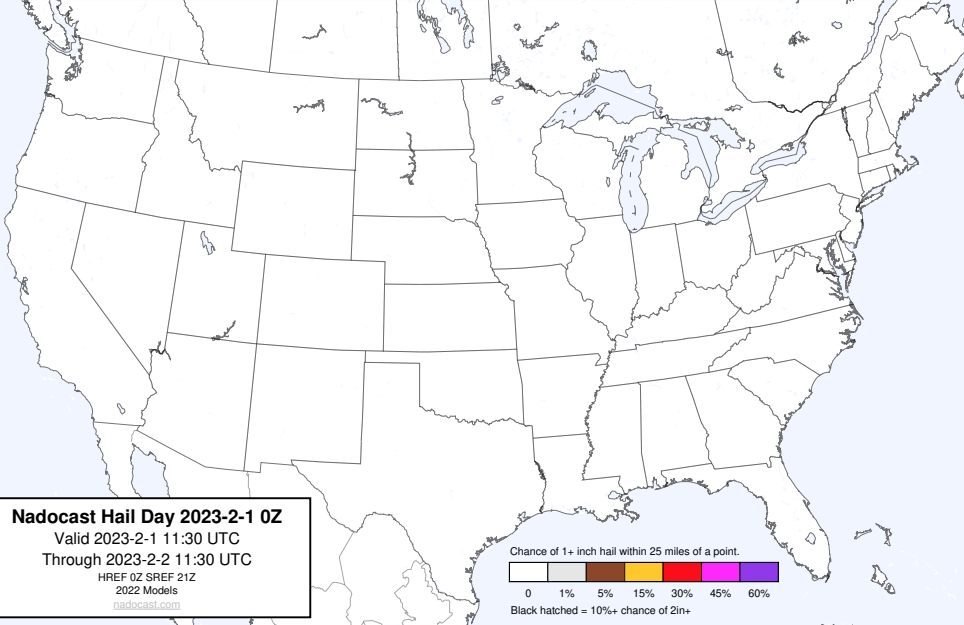 Nadocast Hail Day 2023-2-1 0Z
Valid 2023-2-1 11:30 UTC
Through 2023-2-2 11:30 UTC
HREF 0Z SREF 21Z
2022 Models
nadocast.com
Chance of 1+ inch hail within 25 miles of a point.
0 1% 5% 15% 30% 45% 60%
Black hatched = 10%+ chance of 2in+